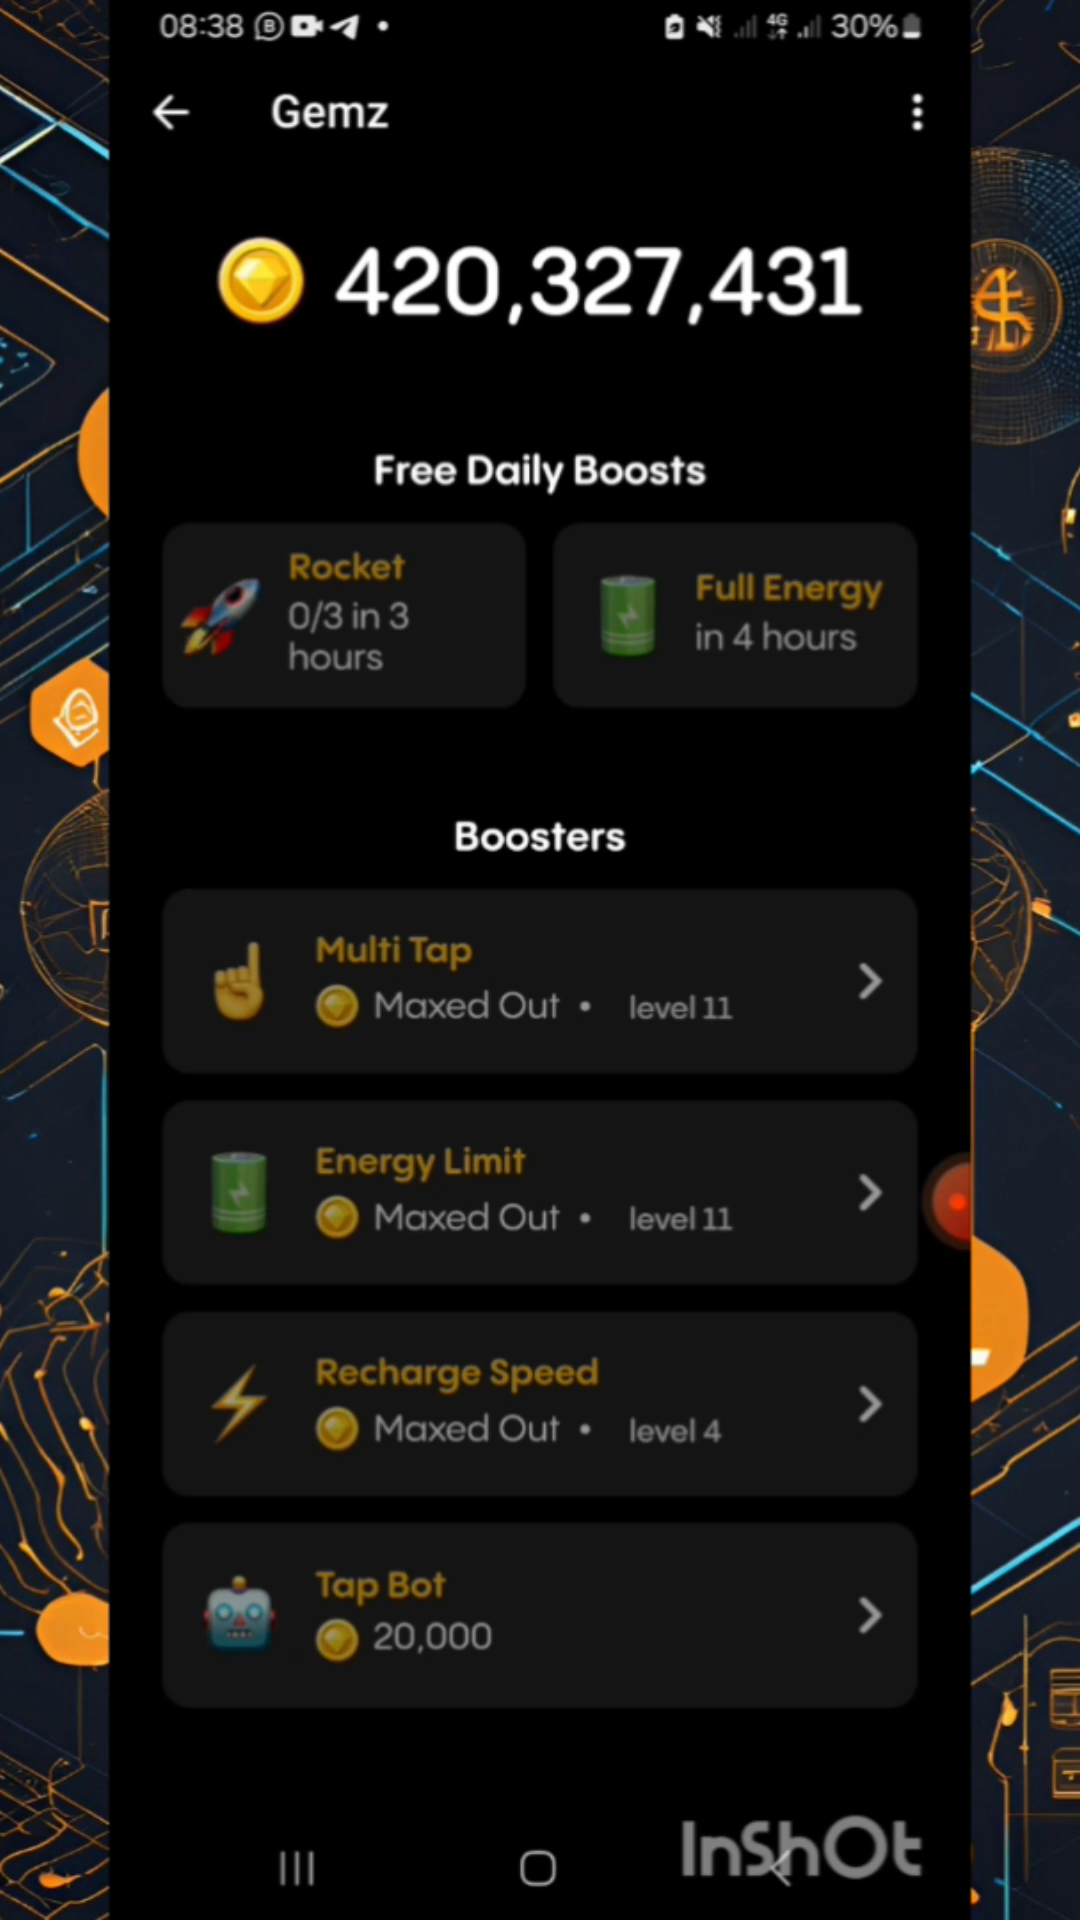 08:38 4G 30%
Gemz
420,327,431
Free Daily Boosts
Rocket
0/3 in 3
hours
Full Energy
in 4 hours
Boosters
Multi Tap
Maxed Out • level 11
Energy Limit
Maxed Out • level 11
Recharge Speed
Maxed Out • level 4
Tap Bot
20,000
InShOt